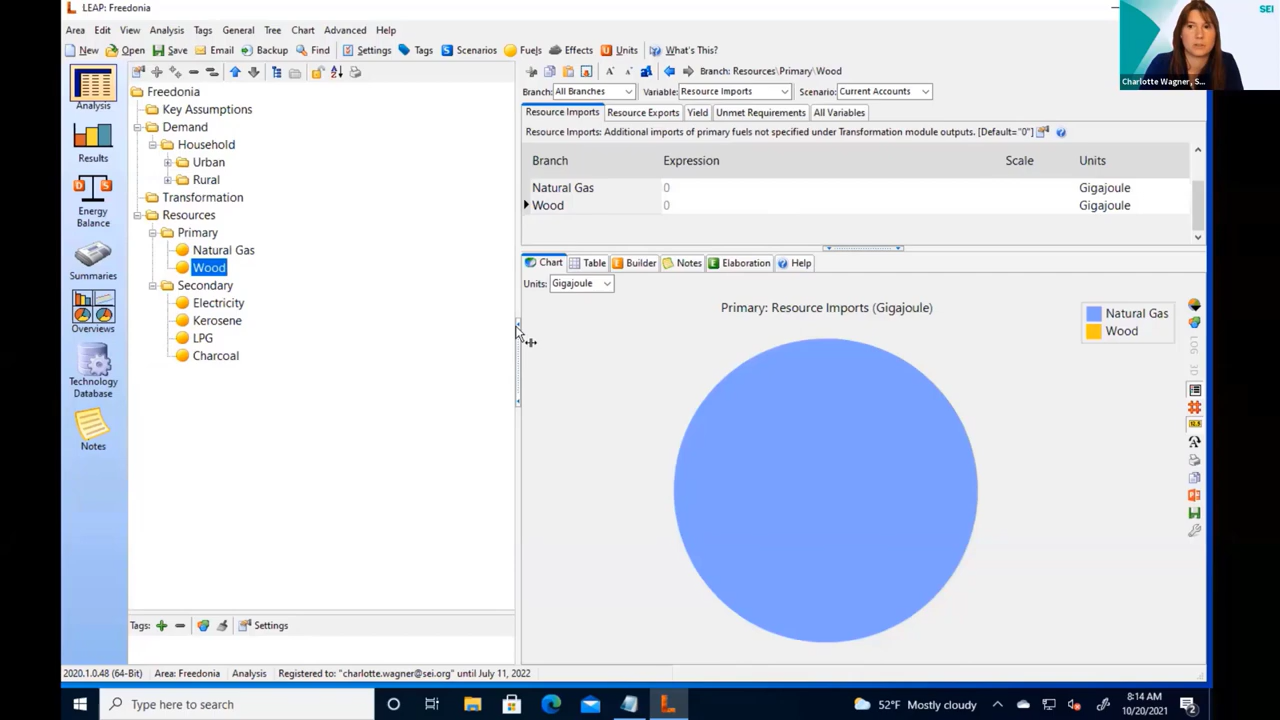 LEAP: Freedonia
SEI
Charlotte Wagner, S...
Area Edit View Analysis Tags General Tree Chart Advanced Help
New Open Save Email Backup Find Settings Tags Scenarios Fuels Effects Units What's This?
Analysis
Results
Energy
Balance
Summaries
Overviews
Technology
Database
Notes
Freedonia
Key Assumptions
Demand
Household
Urban
Rural
Transformation
Resources
Primary
Natural Gas
Wood
Secondary
Electricity
Kerosene
LPG
Charcoal
Tags: Settings
Branch: Resources\Primary\Wood
Branch: All Branches Variable: Resource Imports Scenario: Current Accounts
Resource Imports Resource Exports Yield Unmet Requirements All Variables
Resource Imports: Additional imports of primary fuels not specified under Transformation module outputs. [Default="0"]
Branch Expression Scale Units
Natural Gas 0 Gigajoule
Wood 0 Gigajoule
Chart Table Builder Notes Elaboration Help
Units: Gigajoule
Primary: Resource Imports (Gigajoule)
Natural Gas
Wood
LOG
3D
2020.1.0.48 (64-Bit) Area: Freedonia Analysis Registered to: "charlotte.wagner@sei.org" until July 11, 2022
Type here to search
52°F Mostly cloudy
8:14 AM
10/20/2021
2